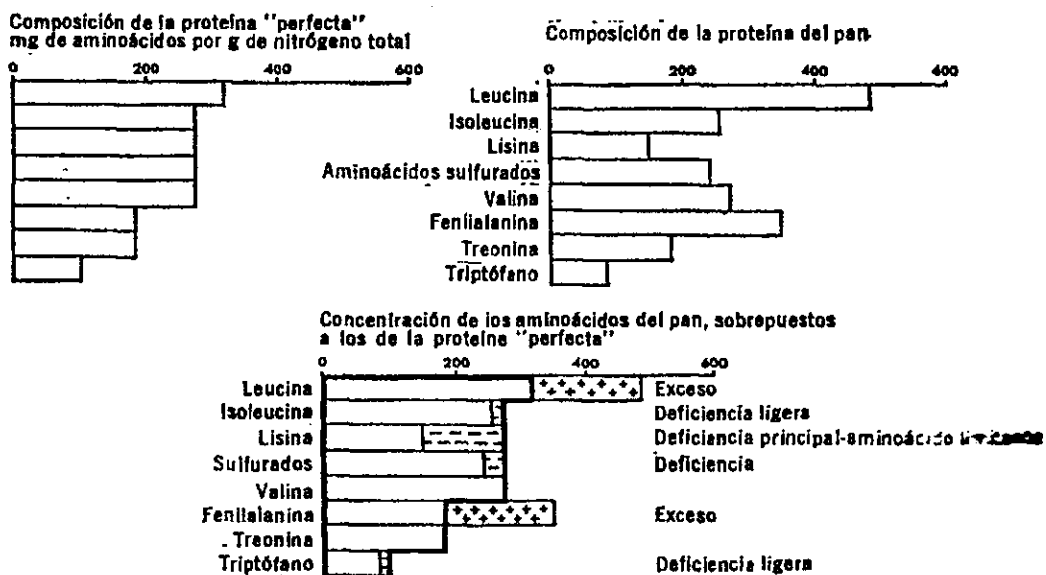 Composición de la proteína "perfecta"
mg de aminoácidos por g de nitrógeno total
0 200 400 600
Composición de la proteína del pan
0 200 400 600
Leucina
Isoleucina
Lisina
Aminoácidos sulfurados
Valina
Fenilalanina
Treonina
Triptófano
Concentración de los aminoácidos del pan, sobrepuestos
a los de la proteína "perfecta"
0 200 400 600
Leucina Exceso
Isoleucina Deficiencia ligera
Lisina Deficiencia principal-aminoácido
Sulfurados Deficiencia
Valina
Fenilalanina Exceso
Treonina
Triptófano Deficiencia ligera